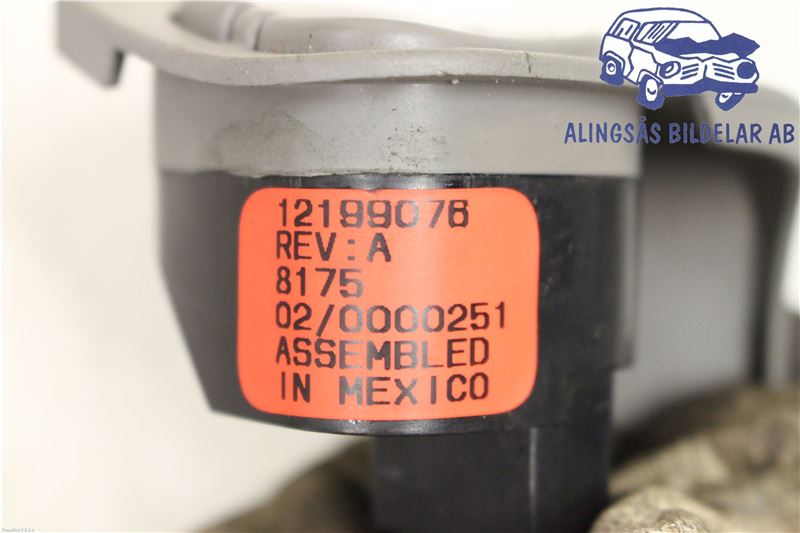 ALINGSÅS BILDELAR AB
12199076
REV:A
8175
02/0000251
ASSEMBLED
IN MEXICO